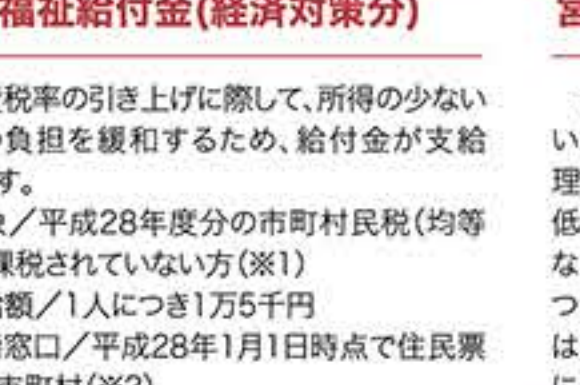 福祉給付金(経済対策分)
税率の引き上げに際して、所得の少ない
負担を緩和するため、給付金が支給
す。
／平成28年度分の市町村民税(均等
課税されていない方(※1)
額／1人につき1万5千円
窓口／平成28年1月1日時点で住民票
市町村(※2)
い
理
低
な
つ
は
に